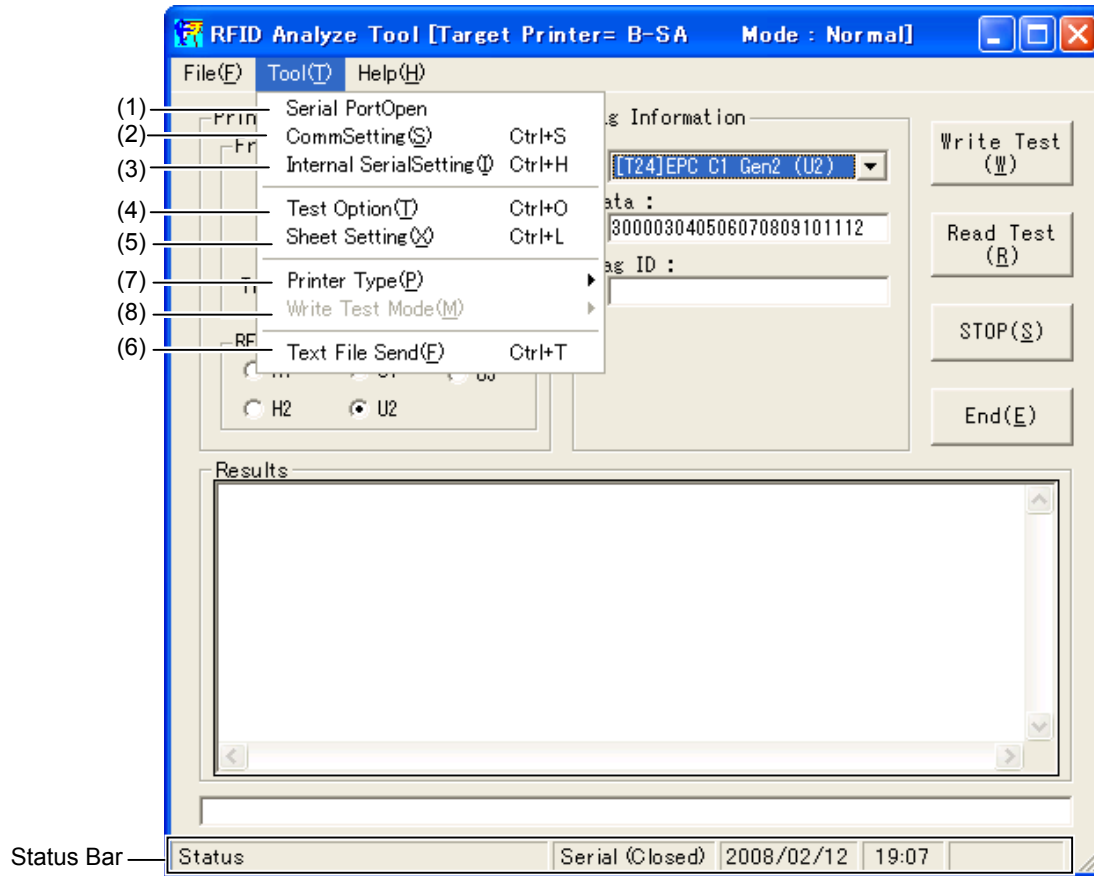 RFID Analyze Tool [Target Printer= B-SA Mode : Normal]
File(F) Tool(T) Help(H)
(1) Serial PortOpen
(2) CommSetting(S) Ctrl+S
(3) Internal SerialSetting(I) Ctrl+H
(4) Test Option(T) Ctrl+O
(5) Sheet Setting(X) Ctrl+L
(7) Printer Type(P)
(8) Write Test Mode(M)
(6) Text File Send(F) Ctrl+T
Information
[T24]EPC C1 Gen2 (U2)
ata :
300003040506070809101112
ag ID :
H2 U2
Write Test
(W)
Read Test
(R)
STOP(S)
End(E)
Results
Status Bar
Status Serial (Closed) 2008/02/12 19:07